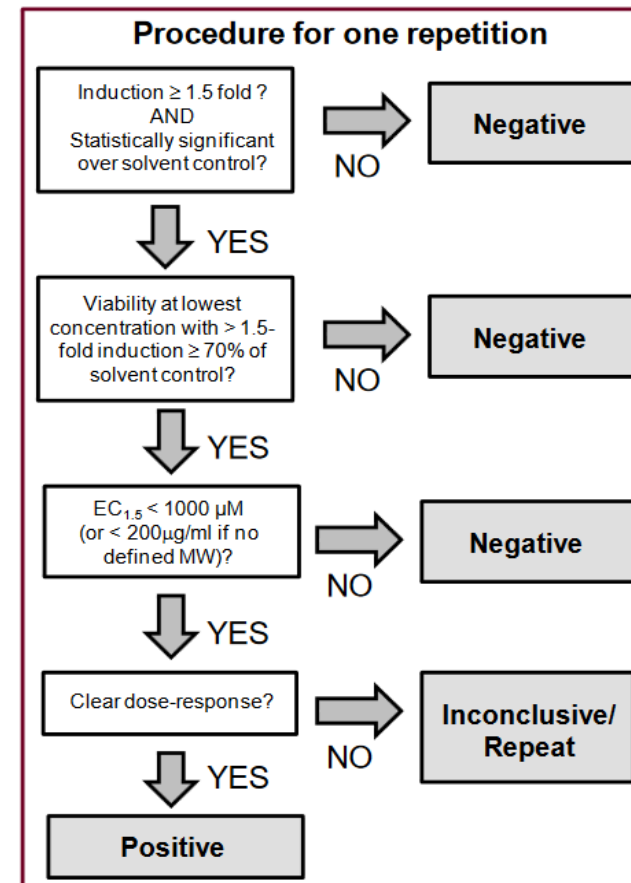 Procedure for one repetition
Induction ≥ 1.5 fold ?
AND
Statistically significant
over solvent control?
NO
Negative
YES
Viability at lowest
concentration with > 1.5-
fold induction ≥ 70% of
solvent control?
NO
Negative
YES
EC1.5 < 1000 µM
(or < 200µg/ml if no
defined MW)?
NO
Negative
YES
Clear dose-response?
NO
Inconclusive/
Repeat
YES
Positive